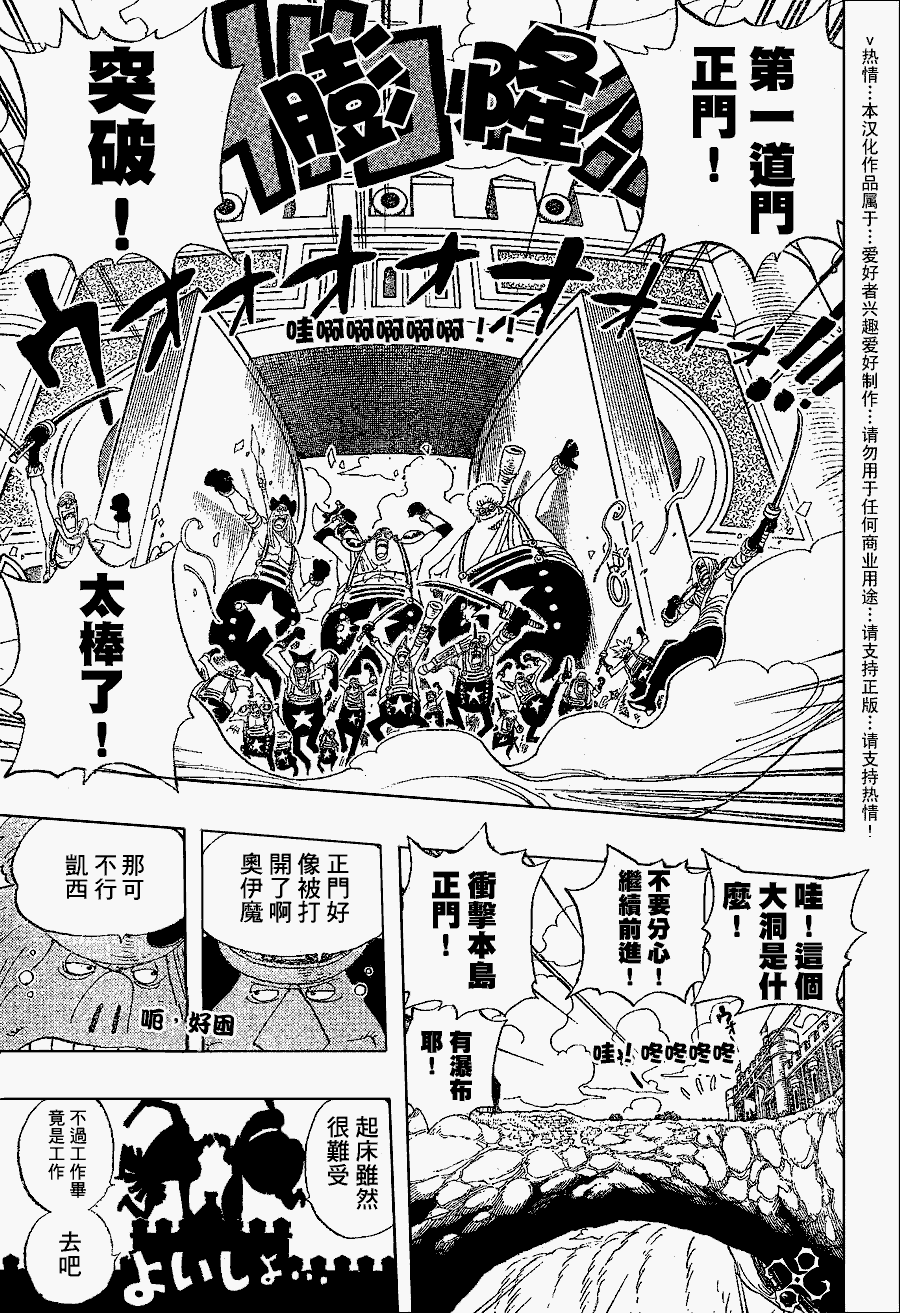 v热情…本汉化作品属于…爱好者兴趣爱好制作…请勿用于任何商业用途…请支持正版…请支持热情！
第一道門
正門！
隆
膨
突破！
ウオオオオオオオ!!!
哇啊啊啊啊啊！！
太棒了！
哇！這個
大洞是什
麼！
不要分心！
繼續前進！
衝擊本島
正門！
有瀑布
耶！
哇！咚咚咚咚
正門好
像被打
開了啊
奧伊魔
那可
不行
凱西
呃，好困
起床雖然
很難受
不過工作畢
竟是工作
去吧
よいしょ…